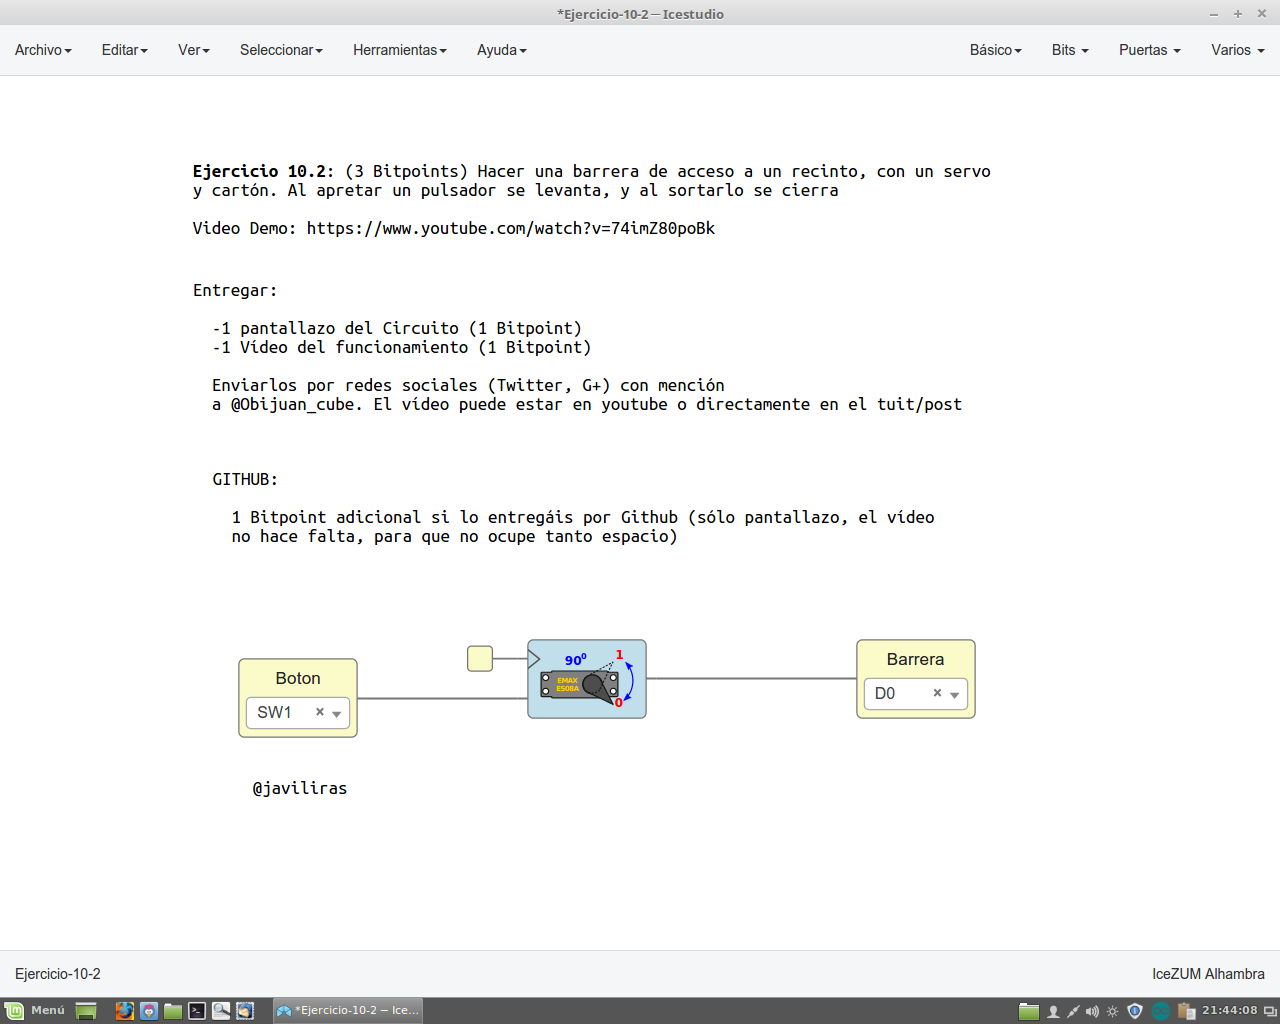 *Ejercicio-10-2 — Icestudio
Archivo Editar Ver Seleccionar Herramientas Ayuda Básico Bits Puertas Varios
Ejercicio 10.2: (3 Bitpoints) Hacer una barrera de acceso a un recinto, con un servo
y cartón. Al apretar un pulsador se levanta, y al sortarlo se cierra
Video Demo: https://www.youtube.com/watch?v=74imZ80poBk
Entregar:
-1 pantallazo del Circuito (1 Bitpoint)
-1 Vídeo del funcionamiento (1 Bitpoint)
Enviarlos por redes sociales (Twitter, G+) con mención
a @Obijuan_cube. El vídeo puede estar en youtube o directamente en el tuit/post
GITHUB:
1 Bitpoint adicional si lo entregáis por Github (sólo pantallazo, el vídeo
no hace falta, para que no ocupe tanto espacio)
Boton
SW1
90⁰
1
EMAX
ES08A
0
Barrera
D0
@javiliras
Ejercicio-10-2
IceZUM Alhambra
Menú
*Ejercicio-10-2 — Ice...
21:44:08